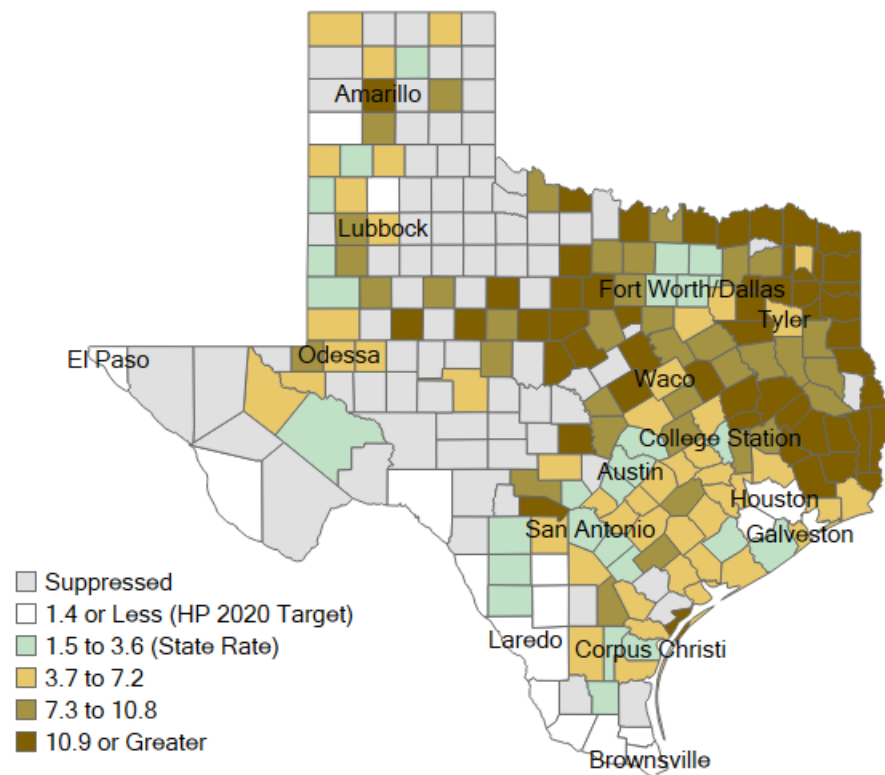 Amarillo
Lubbock
Fort Worth/Dallas
Tyler
El Paso
Odessa
Waco
College Station
Austin
Houston
San Antonio
Galveston
Suppressed
1.4 or Less (HP 2020 Target)
1.5 to 3.6 (State Rate)
3.7 to 7.2
7.3 to 10.8
10.9 or Greater
Laredo
Corpus Christi
Brownsville